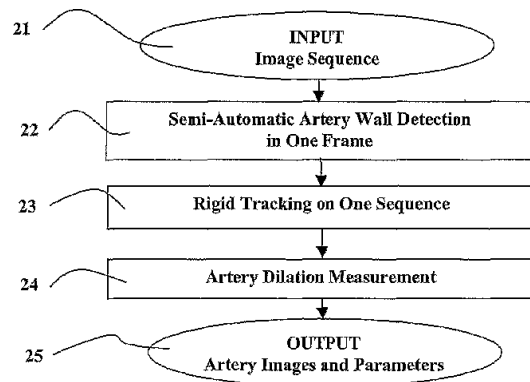 21
INPUT
Image Sequence
22
Semi-Automatic Artery Wall Detection
in One Frame
23
Rigid Tracking on One Sequence
24
Artery Dilation Measurement
25
OUTPUT
Artery Images and Parameters